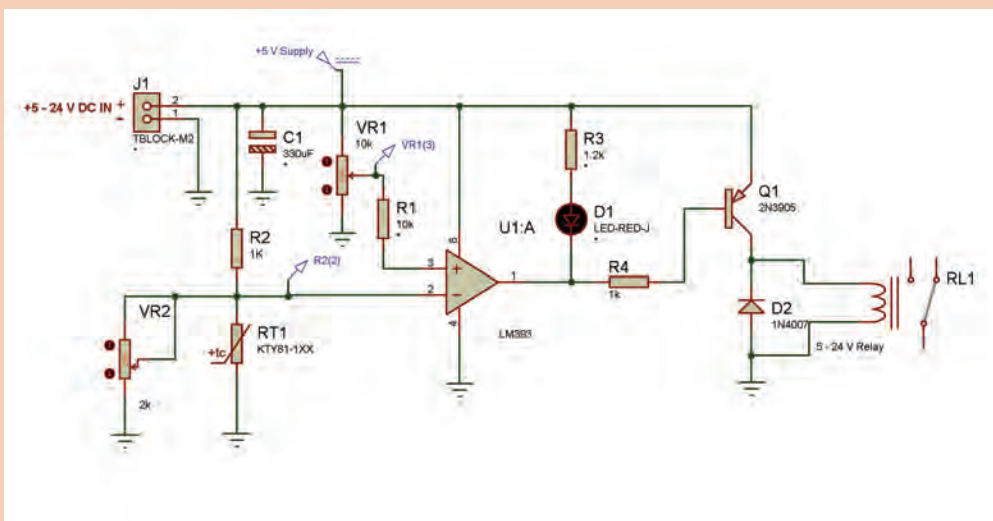 +5 V Supply
J1
+5 - 24 V DC IN
+
-
2
1
TBLOCK-M2
C1
330uF
VR1
10k
VR1(3)
R3
1.2k
Q1
2N3905
R1
10k
U1:A
D1
LED-RED-J
R2
1K
R2(2)
8
3
+
2
-
1
4
LM393
R4
1k
RL1
D2
1N4007
5 - 24 V Relay
VR2
2k
RT1
KTY81-1XX
+tc